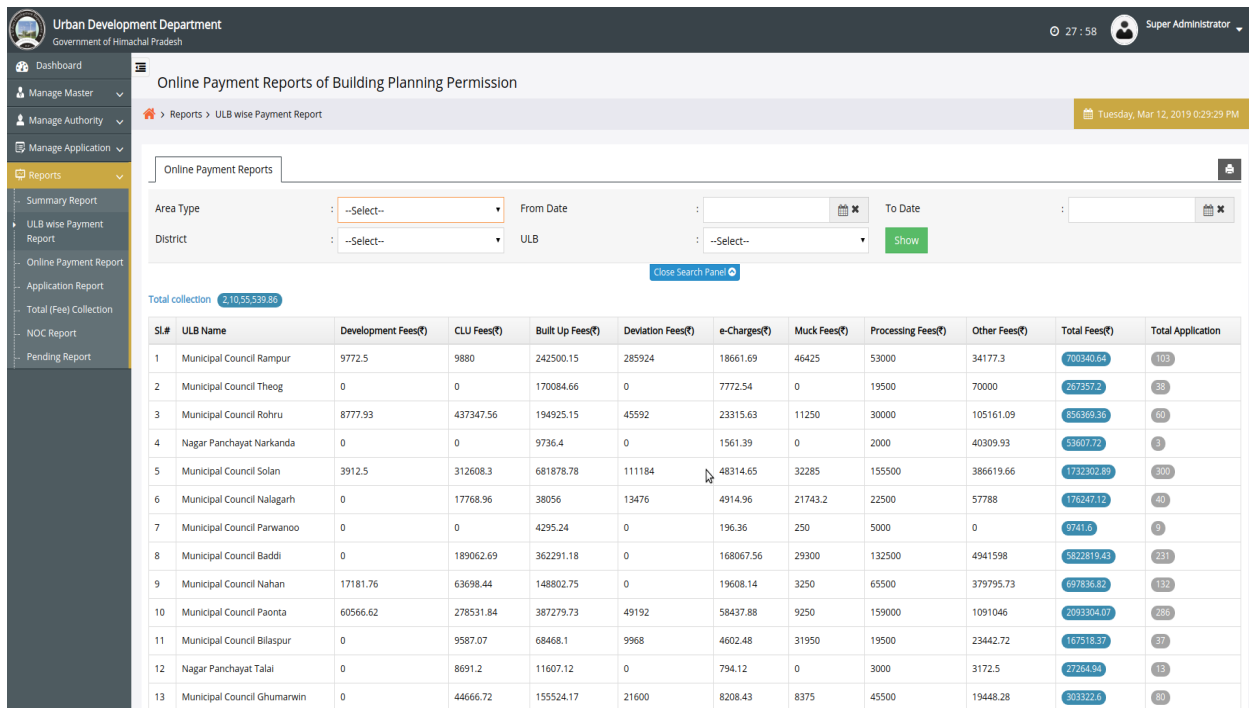 Urban Development Department
Government of Himachal Pradesh
27 : 58
Super Administrator
Dashboard
Manage Master
Manage Authority
Manage Application
Reports
Summary Report
ULB wise Payment
Report
Online Payment Report
Application Report
Total (Fee) Collection
NOC Report
Pending Report
Online Payment Reports of Building Planning Permission
> Reports > ULB wise Payment Report
Tuesday, Mar 12, 2019 0:29:29 PM
Online Payment Reports
Area Type : --Select-- From Date : To Date :
District : --Select-- ULB : --Select-- Show
Close Search Panel
Total collection 2,10,55,539.86
Sl.# ULB Name Development Fees(₹) CLU Fees(₹) Built Up Fees(₹) Deviation Fees(₹) e-Charges(₹) Muck Fees(₹) Processing Fees(₹) Other Fees(₹) Total Fees(₹) Total Application
1 Municipal Council Rampur 9772.5 9880 242500.15 285924 18661.69 46425 53000 34177.3 700340.64 103
2 Municipal Council Theog 0 0 170084.66 0 7772.54 0 19500 70000 267357.2 38
3 Municipal Council Rohru 8777.93 437347.56 194925.15 45592 23315.63 11250 30000 105161.09 856369.36 60
4 Nagar Panchayat Narkanda 0 0 9736.4 0 1561.39 0 2000 40309.93 53607.72 3
5 Municipal Council Solan 3912.5 312608.3 681878.78 111184 48314.65 32285 155500 386619.66 1732302.89 300
6 Municipal Council Nalagarh 0 17768.96 38056 13476 4914.96 21743.2 22500 57788 176247.12 40
7 Municipal Council Parwanoo 0 0 4295.24 0 196.36 250 5000 0 9741.6 9
8 Municipal Council Baddi 0 189062.69 362291.18 0 168067.56 29300 132500 4941598 5822819.43 231
9 Municipal Council Nahan 17181.76 63698.44 148802.75 0 19608.14 3250 65500 379795.73 697836.82 132
10 Municipal Council Paonta 60566.62 278531.84 387279.73 49192 58437.88 9250 159000 1091046 2093304.07 286
11 Municipal Council Bilaspur 0 9587.07 68468.1 9968 4602.48 31950 19500 23442.72 167518.37 37
12 Nagar Panchayat Talai 0 8691.2 11607.12 0 794.12 0 3000 3172.5 27264.94 13
13 Municipal Council Ghumarwin 0 44666.72 155524.17 21600 8208.43 8375 45500 19448.28 303322.6 80